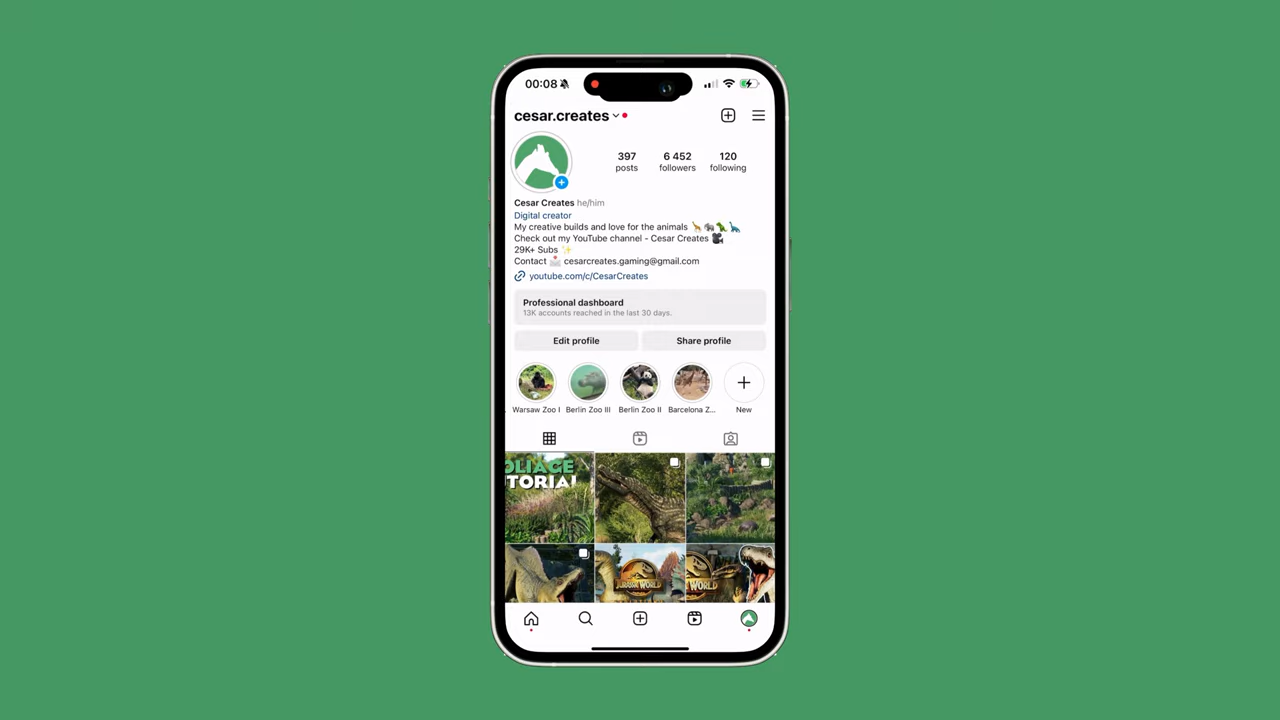 00:08
cesar.creates
397 6 452 120
posts followers following
Cesar Creates he/him
Digital creator
My creative builds and love for the animals 🦒🐘🦖🦕
Check out my YouTube channel - Cesar Creates 🎥
29K+ Subs ✨
Contact 📩 cesarcreates.gaming@gmail.com
youtube.com/c/CesarCreates
Professional dashboard
13K accounts reached in the last 30 days.
Edit profile Share profile
Warsaw Zoo I Berlin Zoo III Berlin Zoo II Barcelona Z... New
OLIAGE
TORIAL
JURASSIC WORLD
WORLD